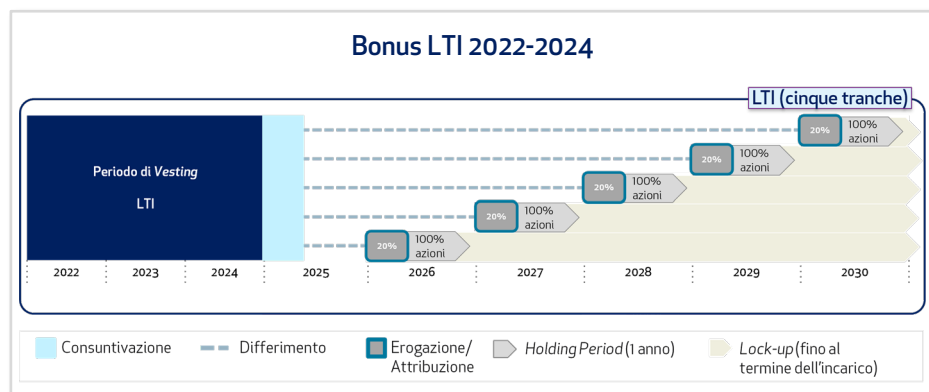 Bonus LTI 2022-2024
LTI (cinque tranche)
Periodo di Vesting
LTI
20%
100%
azioni
20%
100%
azioni
20%
100%
azioni
20%
100%
azioni
20%
100%
azioni
2022 2023 2024 2025 2026 2027 2028 2029 2030
Consuntivazione
Differimento
Erogazione/
Attribuzione
Holding Period (1 anno)
Lock-up (fino al
termine dell'incarico)